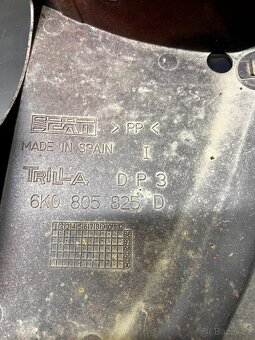 SEAT >PP<
MADE IN SPAIN I
TRILLA DP3
6K0 805 825 D